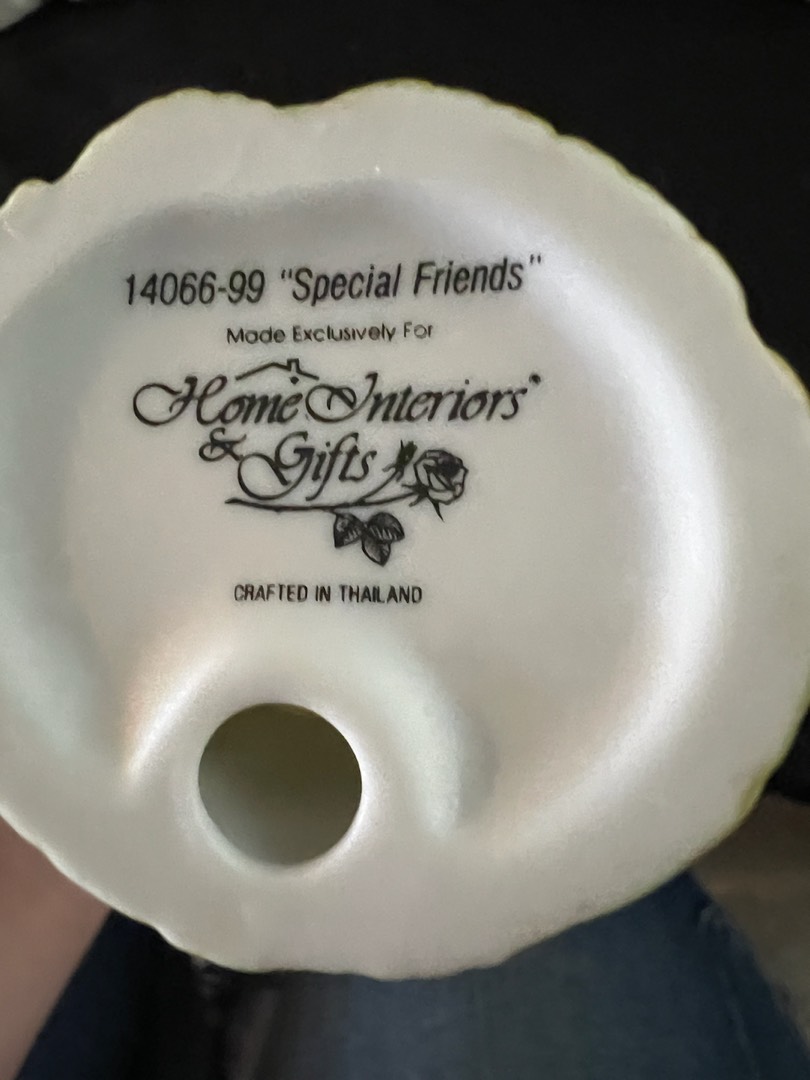 14066-99 "Special Friends"
Made Exclusively For
Home Interiors®
& Gifts
CRAFTED IN THAILAND